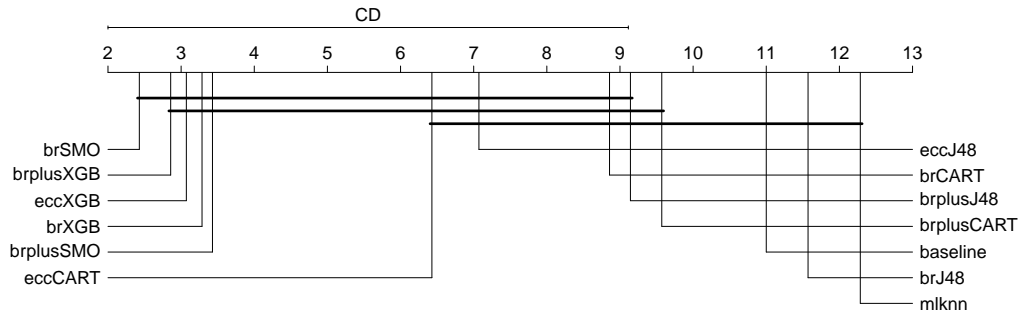 CD
2 3 4 5 6 7 8 9 10 11 12 13
brSMO eccJ48
brplusXGB brCART
eccXGB brplusJ48
brXGB brplusCART
brplusSMO baseline
eccCART brJ48
mlknn